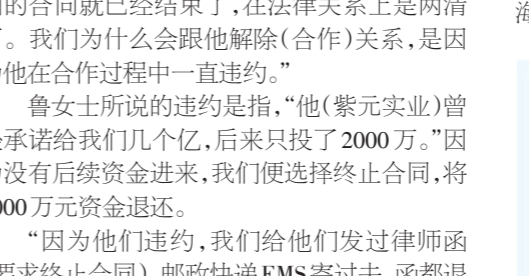 的合同就已经结束了,在法律关系上是两清
。我们为什么会跟他解除(合作)关系,是因
他在合作过程中一直违约。”
鲁女士所说的违约是指,“他(紫元实业)曾
承诺给我们几个亿,后来只投了2000万。”因
没有后续资金进来,我们便选择终止合同,将
000万元资金退还。
“因为他们违约,我们给他们发过律师函
要求终止合同),邮政快递EMS寄过去,函都退
海